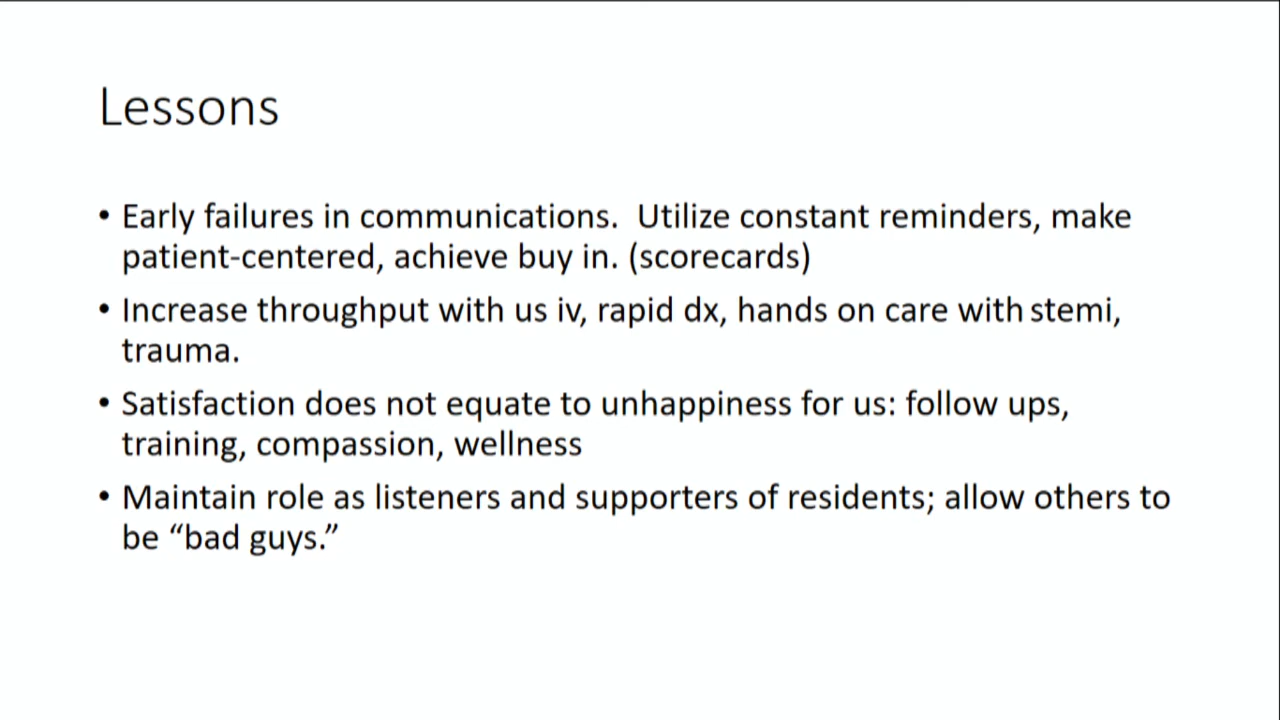 Lessons
• Early failures in communications.  Utilize constant reminders, make
patient-centered, achieve buy in. (scorecards)
• Increase throughput with us iv, rapid dx, hands on care with stemi,
trauma.
• Satisfaction does not equate to unhappiness for us: follow ups,
training, compassion, wellness
• Maintain role as listeners and supporters of residents; allow others to
be “bad guys.”